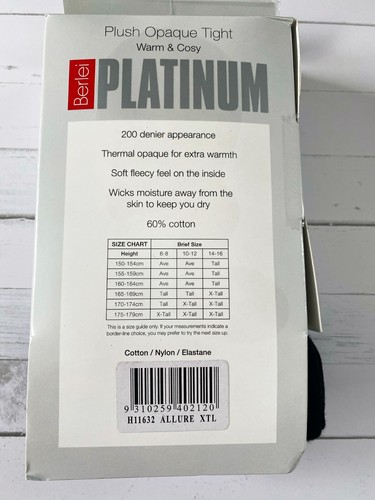 Plush Opaque Tight
Warm & Cosy
Berlei PLATINUM
200 denier appearance
Thermal opaque for extra warmth
Soft fleecy feel on the inside
Wicks moisture away from the
skin to keep you dry
60% cotton
SIZE CHART Brief Size
Height 6-8 10-12 14-16
150-154cm Ave Ave Tall
155-159cm Ave Ave Tall
160-164cm Ave Ave Tall
165-169cm Tall Tall X-Tall
170-174cm Tall X-Tall X-Tall
175-179cm X-Tall X-Tall X-Tall
This is a size guide only. If your measurements indicate a
border-line choice, you may prefer to try the next size up.
Cotton / Nylon / Elastane
9 310259 402120
H11632 ALLURE XTL